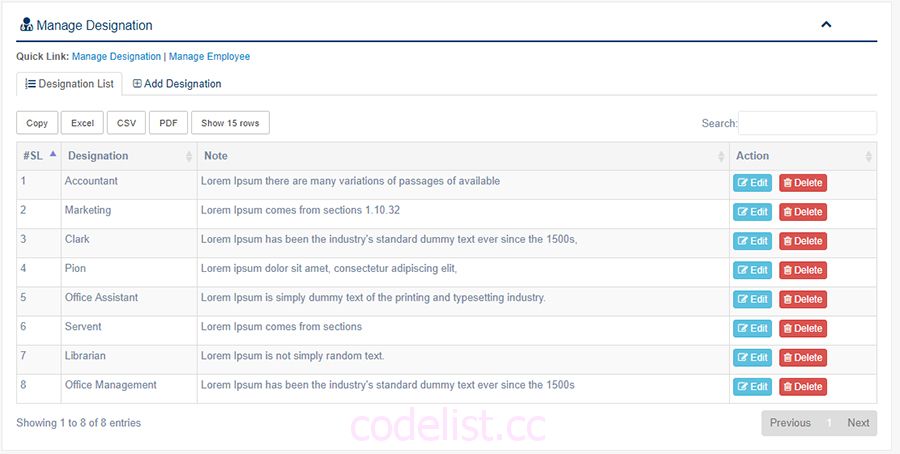 Manage Designation
Quick Link: Manage Designation | Manage Employee
Designation List Add Designation
Copy Excel CSV PDF Show 15 rows Search:
#SL Designation Note Action
1 Accountant Lorem Ipsum there are many variations of passages of available Edit Delete
2 Marketing Lorem Ipsum comes from sections 1.10.32 Edit Delete
3 Clark Lorem Ipsum has been the industry's standard dummy text ever since the 1500s, Edit Delete
4 Pion Lorem ipsum dolor sit amet, consectetur adipiscing elit, Edit Delete
5 Office Assistant Lorem Ipsum is simply dummy text of the printing and typesetting industry. Edit Delete
6 Servent Lorem Ipsum comes from sections Edit Delete
7 Librarian Lorem Ipsum is not simply random text. Edit Delete
8 Office Management Lorem Ipsum has been the industry's standard dummy text ever since the 1500s Edit Delete
Showing 1 to 8 of 8 entries Previous 1 Next
codelist.cc